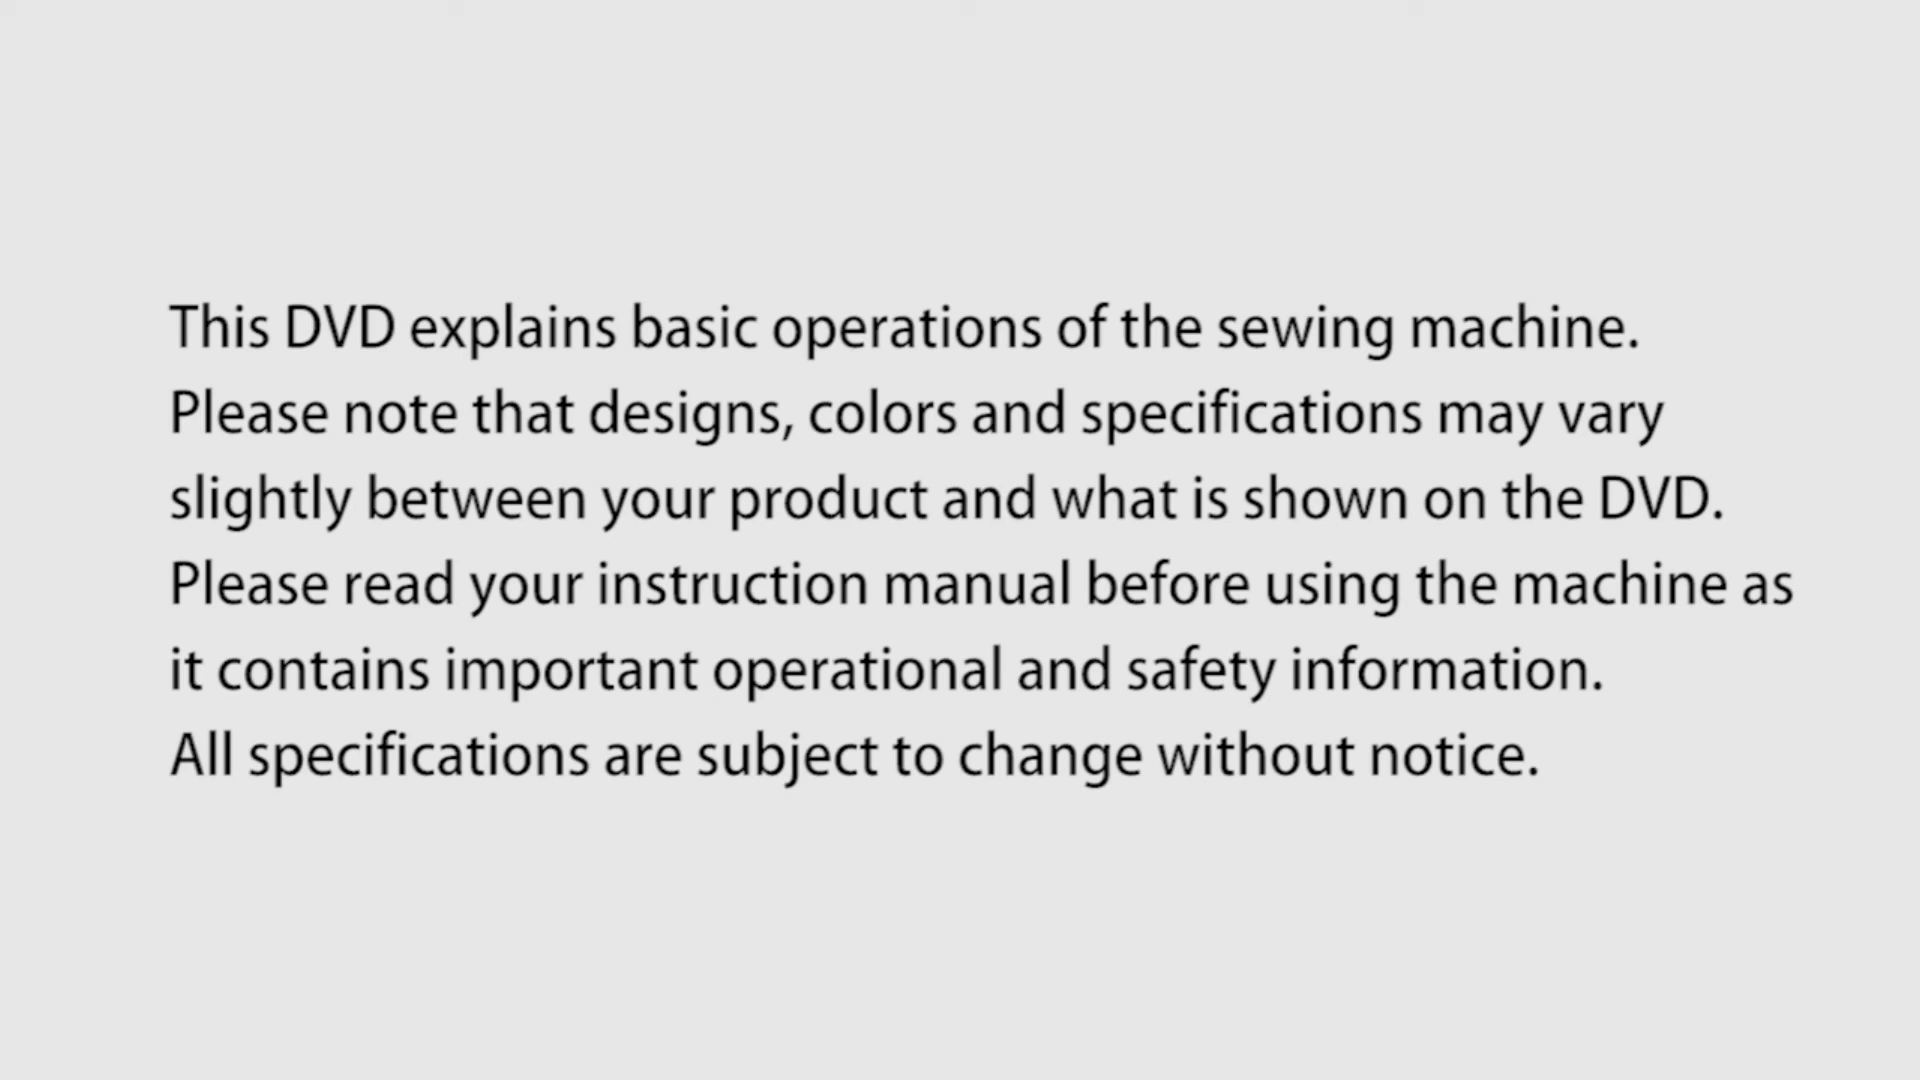 This DVD explains basic operations of the sewing machine.
Please note that designs, colors and specifications may vary
slightly between your product and what is shown on the DVD.
Please read your instruction manual before using the machine as
it contains important operational and safety information.
All specifications are subject to change without notice.